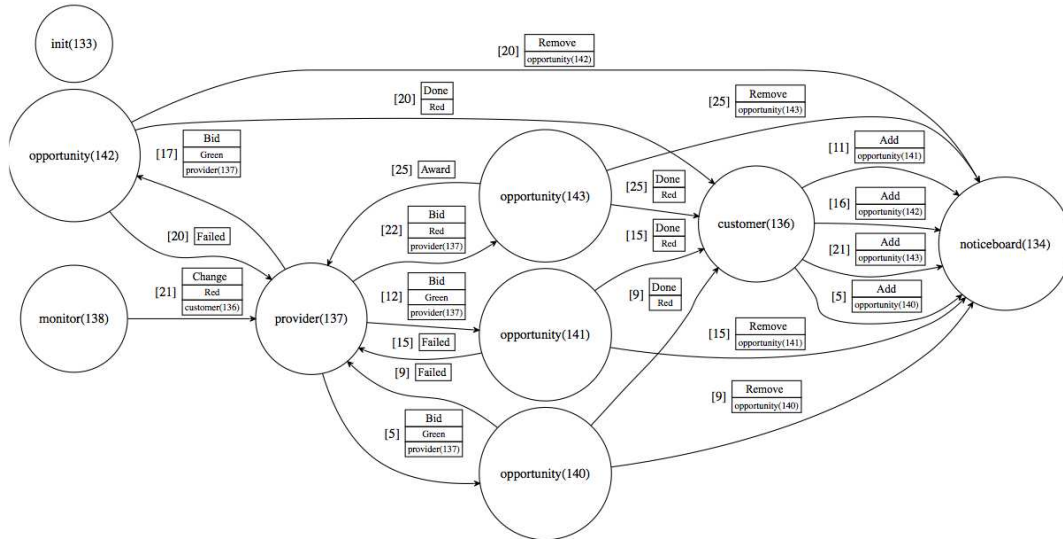 init(133)
[20] Remove
opportunity(142)
[20] Done
Red
[25] Remove
opportunity(143)
opportunity(142)
[17] Bid
Green
provider(137)
[25] Award
opportunity(143)
[25] Done
Red
[11] Add
opportunity(141)
[22] Bid
Red
provider(137)
[15] Done
Red
customer(136)
[16] Add
opportunity(142)
[20] Failed
noticeboard(134)
[21] Add
opportunity(143)
[21] Change
Red
customer(136)
[12] Bid
Green
provider(137)
[9] Done
Red
[5] Add
opportunity(140)
monitor(138)
provider(137)
opportunity(141)
[15] Failed
[15] Remove
opportunity(141)
[9] Failed
[9] Remove
opportunity(140)
[5] Bid
Green
provider(137)
opportunity(140)